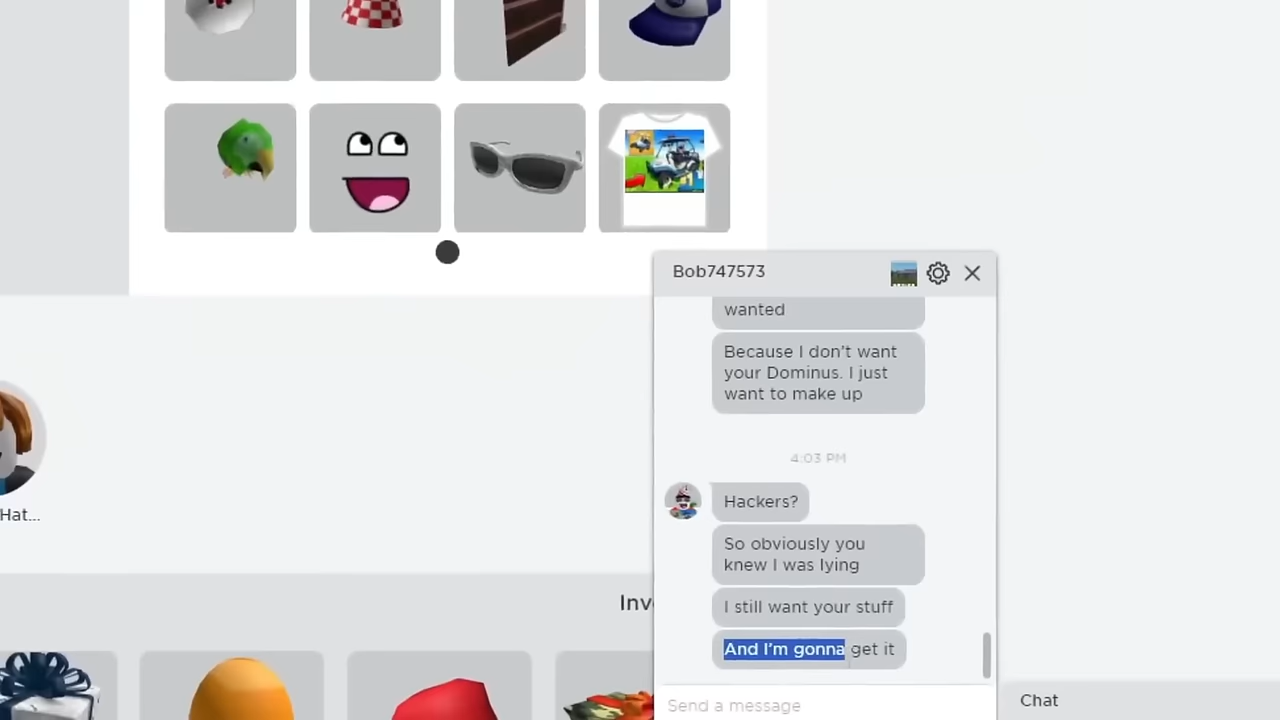 Bob747573
wanted
Because I don't want
your Dominus. I just
want to make up
4:03 PM
Hackers?
So obviously you
knew I was lying
I still want your stuff
And I'm gonna get it
Hat...
Inv
Send a message
Chat